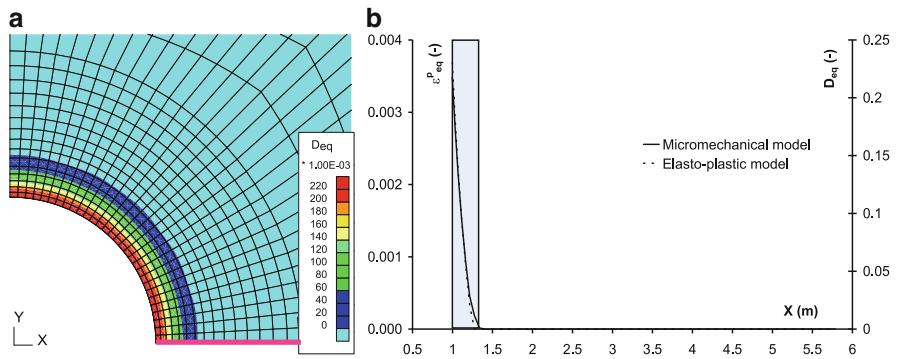 a
Deq
* 1,00E-03
220
200
180
160
140
120
100
80
60
40
20
0
Y
X
b
0.004
0.003
0.002
0.001
0.000
ε^p_eq (-)
0.25
0.2
0.15
0.1
0.05
0
D_eq (-)
Micromechanical model
Elasto-plastic model
X (m)
0.5 1 1.5 2 2.5 3 3.5 4 4.5 5 5.5 6